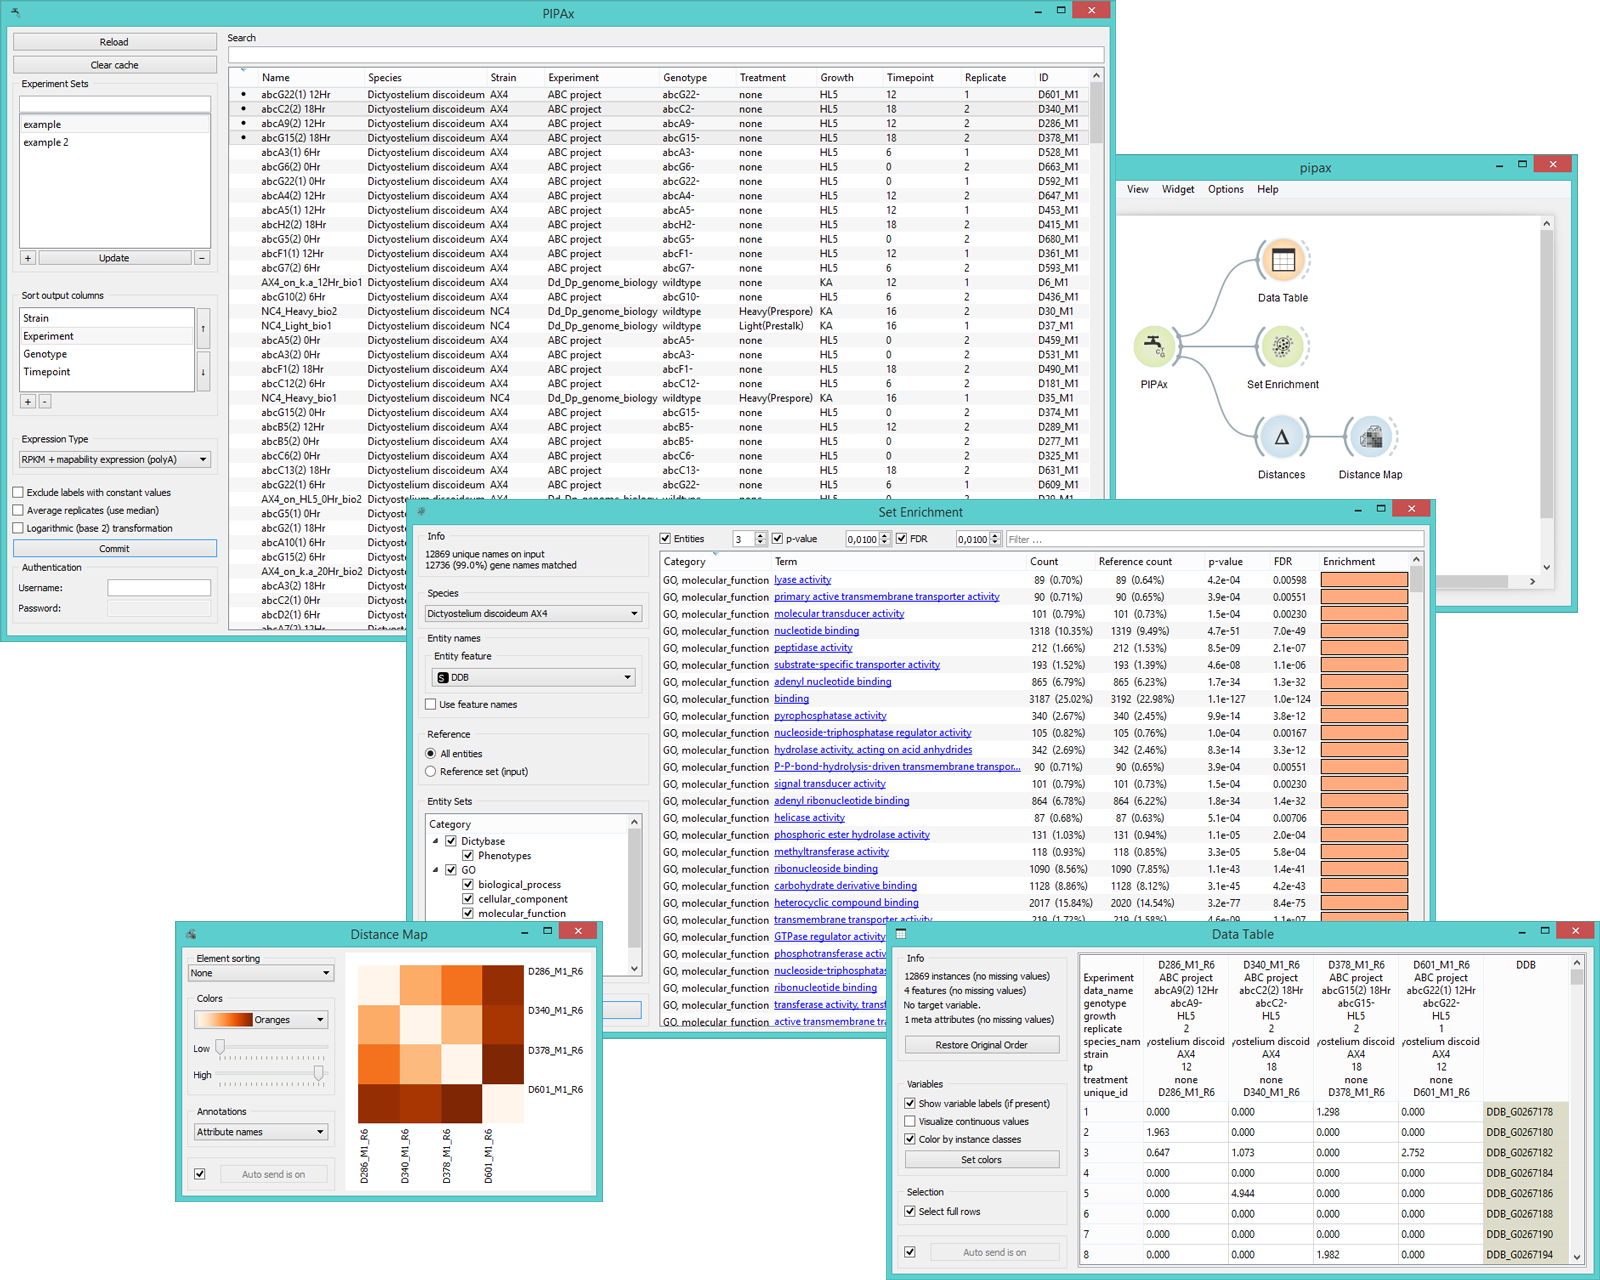 PIPAx
Reload
Clear cache
Experiment Sets
example
example 2
+ Update −
Sort output columns
Strain
Experiment
Genotype
Timepoint
+ -
Expression Type
RPKM + mapability expression (polyA)
Exclude labels with constant values
Average replicates (use median)
Logarithmic (base 2) transformation
Commit
Authentication
Username:
Password:
Search
Name Species Strain Experiment Genotype Treatment Growth Timepoint Replicate ID
abcG22(1) 12Hr Dictyostelium discoideum AX4 ABC project abcG22- none HL5 12 1 D601_M1
abcC2(2) 18Hr Dictyostelium discoideum AX4 ABC project abcC2- none HL5 18 2 D340_M1
abcA9(2) 12Hr Dictyostelium discoideum AX4 ABC project abcA9- none HL5 12 2 D286_M1
abcG15(2) 18Hr Dictyostelium discoideum AX4 ABC project abcG15- none HL5 18 2 D378_M1
abcA3(1) 6Hr Dictyostelium discoideum AX4 ABC project abcA3- none HL5 6 1 D528_M1
abcG6(2) 0Hr Dictyostelium discoideum AX4 ABC project abcG6- none HL5 0 2 D663_M1
abcG22(1) 0Hr Dictyostelium discoideum AX4 ABC project abcG22- none HL5 0 1 D592_M1
abcA4(2) 12Hr Dictyostelium discoideum AX4 ABC project abcA4- none HL5 12 2 D647_M1
abcA5(1) 12Hr Dictyostelium discoideum AX4 ABC project abcA5- none HL5 12 1 D453_M1
abcH2(2) 18Hr Dictyostelium discoideum AX4 ABC project abcH2- none HL5 18 2 D415_M1
abcG5(2) 0Hr Dictyostelium discoideum AX4 ABC project abcG5- none HL5 0 2 D680_M1
abcF1(1) 12Hr Dictyostelium discoideum AX4 ABC project abcF1- none HL5 12 1 D361_M1
abcG7(2) 6Hr Dictyostelium discoideum AX4 ABC project abcG7- none HL5 6 2 D593_M1
AX4_on_k.a_12Hr_bio1 Dictyostelium discoideum AX4 Dd_Dp_genome_biology wildtype none KA 12 1 D6_M1
abcG10(2) 6Hr Dictyostelium discoideum AX4 ABC project abcG10- none HL5 6 2 D436_M1
NC4_Heavy_bio2 Dictyostelium discoideum NC4 Dd_Dp_genome_biology wildtype Heavy(Prespore) KA 16 2 D30_M1
NC4_Light_bio1 Dictyostelium discoideum NC4 Dd_Dp_genome_biology wildtype Light(Prestalk) KA 16 1 D37_M1
abcA5(2) 0Hr Dictyostelium discoideum AX4 ABC project abcA5- none HL5 0 2 D459_M1
abcA3(2) 0Hr Dictyostelium discoideum AX4 ABC project abcA3- none HL5 0 2 D531_M1
abcF1(2) 18Hr Dictyostelium discoideum AX4 ABC project abcF1- none HL5 18 2 D490_M1
abcC12(2) 6Hr Dictyostelium discoideum AX4 ABC project abcC12- none HL5 6 2 D181_M1
NC4_Heavy_bio1 Dictyostelium discoideum NC4 Dd_Dp_genome_biology wildtype Heavy(Prespore) KA 16 1 D35_M1
abcG15(2) 0Hr Dictyostelium discoideum AX4 ABC project abcG15- none HL5 0 2 D374_M1
abcB5(2) 12Hr Dictyostelium discoideum AX4 ABC project abcB5- none HL5 12 2 D289_M1
abcB5(2) 0Hr Dictyostelium discoideum AX4 ABC project abcB5- none HL5 0 2 D277_M1
abcC6(2) 0Hr Dictyostelium discoideum AX4 ABC project abcC6- none HL5 0 2 D325_M1
abcC13(2) 18Hr Dictyostelium discoideum AX4 ABC project abcC13- none HL5 18 2 D631_M1
abcG22(1) 6Hr Dictyostelium discoideum AX4 ABC project abcG22- none HL5 6 1 D609_M1
AX4_on_HL5_0Hr_bio2 Dictyostelium discoideum AX4 Dd_Dp_genome_biology wildtype
abcG5(1) 0Hr Dictyos
abcG2(1) 18Hr Dictyos
abcA10(1) 6Hr Dictyos
abcG15(2) 6Hr Dictyos
AX4_on_k.a_20Hr_bio2 Dictyos
abcA3(2) 18Hr Dictyos
abcC2(1) 0Hr Dictyos
abcD2(1) 6Hr Dictyos
abcA7(2) 12Hr Dictyos
pipax
View Widget Options Help
Data Table
PIPAx
Set Enrichment
Distances
Distance Map
Set Enrichment
Info
12869 unique names on input
12736 (99.0%) gene names matched
Species
Dictyostelium discoideum AX4
Entity names
Entity feature
S DDB
Use feature names
Reference
All entities
Reference set (input)
Entity Sets
Category
Dictybase
Phenotypes
GO
biological_process
cellular_component
molecular_function
Entities 3 p-value 0,0100 FDR 0,0100 Filter ...
Category Term Count Reference count p-value FDR Enrichment
GO, molecular_function lyase activity 89 (0.70%) 89 (0.64%) 4.2e-04 0.00598
GO, molecular_function primary active transmembrane transporter activity 90 (0.71%) 90 (0.65%) 3.9e-04 0.00551
GO, molecular_function molecular transducer activity 101 (0.79%) 101 (0.73%) 1.5e-04 0.00230
GO, molecular_function nucleotide binding 1318 (10.35%) 1319 (9.49%) 4.7e-51 7.0e-49
GO, molecular_function peptidase activity 212 (1.66%) 212 (1.53%) 8.5e-09 2.1e-07
GO, molecular_function substrate-specific transporter activity 193 (1.52%) 193 (1.39%) 4.6e-08 1.1e-06
GO, molecular_function adenyl nucleotide binding 865 (6.79%) 865 (6.23%) 1.7e-34 1.3e-32
GO, molecular_function binding 3187 (25.02%) 3192 (22.98%) 1.1e-127 1.0e-124
GO, molecular_function pyrophosphatase activity 340 (2.67%) 340 (2.45%) 9.9e-14 3.8e-12
GO, molecular_function nucleoside-triphosphatase regulator activity 105 (0.82%) 105 (0.76%) 1.0e-04 0.00167
GO, molecular_function hydrolase activity, acting on acid anhydrides 342 (2.69%) 342 (2.46%) 8.3e-14 3.3e-12
GO, molecular_function P-P-bond-hydrolysis-driven transmembrane transpor... 90 (0.71%) 90 (0.65%) 3.9e-04 0.00551
GO, molecular_function signal transducer activity 101 (0.79%) 101 (0.73%) 1.5e-04 0.00230
GO, molecular_function adenyl ribonucleotide binding 864 (6.78%) 864 (6.22%) 1.8e-34 1.4e-32
GO, molecular_function helicase activity 87 (0.68%) 87 (0.63%) 5.1e-04 0.00706
GO, molecular_function phosphoric ester hydrolase activity 131 (1.03%) 131 (0.94%) 1.1e-05 2.0e-04
GO, molecular_function methyltransferase activity 118 (0.93%) 118 (0.85%) 3.3e-05 5.8e-04
GO, molecular_function ribonucleoside binding 1090 (8.56%) 1090 (7.85%) 1.1e-43 1.4e-41
GO, molecular_function carbohydrate derivative binding 1128 (8.86%) 1128 (8.12%) 3.1e-45 4.2e-43
GO, molecular_function heterocyclic compound binding 2017 (15.84%) 2020 (14.54%) 3.2e-77 8.4e-75
GO, molecular_function transmembrane transporter activity 219 (1.72%) 219 (1.58%) 4.6e-09 1.1e-07
GO, molecular_function GTPase regulator activity
GO, molecular_function phosphotransferase activity
GO, molecular_function nucleoside-triphosphatas
GO, molecular_function ribonucleotide binding
GO, molecular_function transferase activity, transf
GO, molecular_function active transmembrane tra
Distance Map
Element sorting
None
Colors
Oranges
Low
High
Annotations
Attribute names
Auto send is on
D286_M1_R6
D340_M1_R6
D378_M1_R6
D601_M1_R6
D286_M1_R6
D340_M1_R6
D378_M1_R6
D601_M1_R6
Data Table
Info
12869 instances (no missing values)
4 features (no missing values)
No target variable.
1 meta attributes (no missing values)
Restore Original Order
Variables
Show variable labels (if present)
Visualize continuous values
Color by instance classes
Set colors
Selection
Select full rows
Auto send is on
D286_M1_R6 D340_M1_R6 D378_M1_R6 D601_M1_R6 DDB
Experiment ABC project ABC project ABC project ABC project
data_name abcA9(2) 12Hr abcC2(2) 18Hr abcG15(2) 18Hr abcG22(1) 12Hr
genotype abcA9- abcC2- abcG15- abcG22-
growth HL5 HL5 HL5 HL5
replicate 2 2 2 1
species_nam yostelium discoid yostelium discoid yostelium discoid yostelium discoid
strain AX4 AX4 AX4 AX4
tp 12 18 18 12
treatment none none none none
unique_id D286_M1_R6 D340_M1_R6 D378_M1_R6 D601_M1_R6
1 0.000 0.000 1.298 0.000 DDB_G0267178
2 1.963 0.000 0.000 0.000 DDB_G0267180
3 0.647 1.073 0.000 2.752 DDB_G0267182
4 0.000 0.000 0.000 0.000 DDB_G0267184
5 0.000 4.944 0.000 0.000 DDB_G0267186
6 0.000 0.000 0.000 0.000 DDB_G0267188
7 0.000 0.000 0.000 0.000 DDB_G0267190
8 0.000 0.000 1.982 0.000 DDB_G0267194